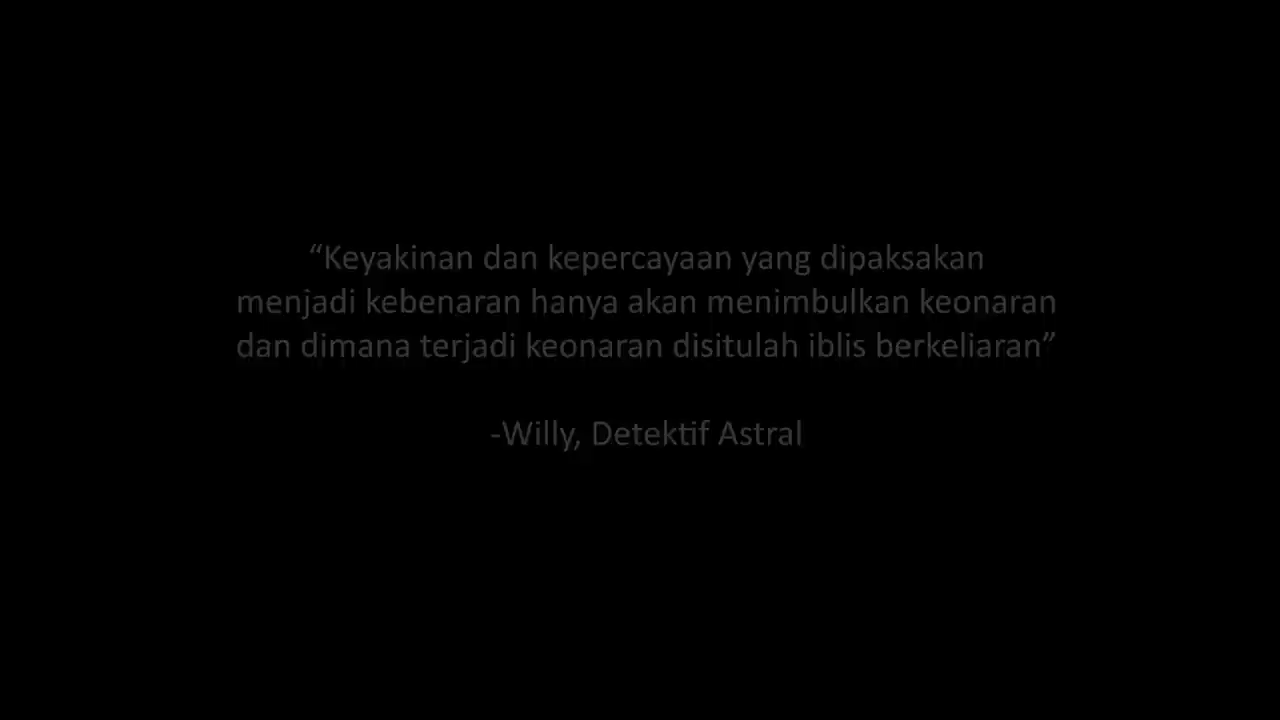 “Keyakinan dan kepercayaan yang dipaksakan
menjadi kebenaran hanya akan menimbulkan keonaran
dan dimana terjadi keonaran disitulah iblis berkeliaran”
-Willy, Detektif Astral